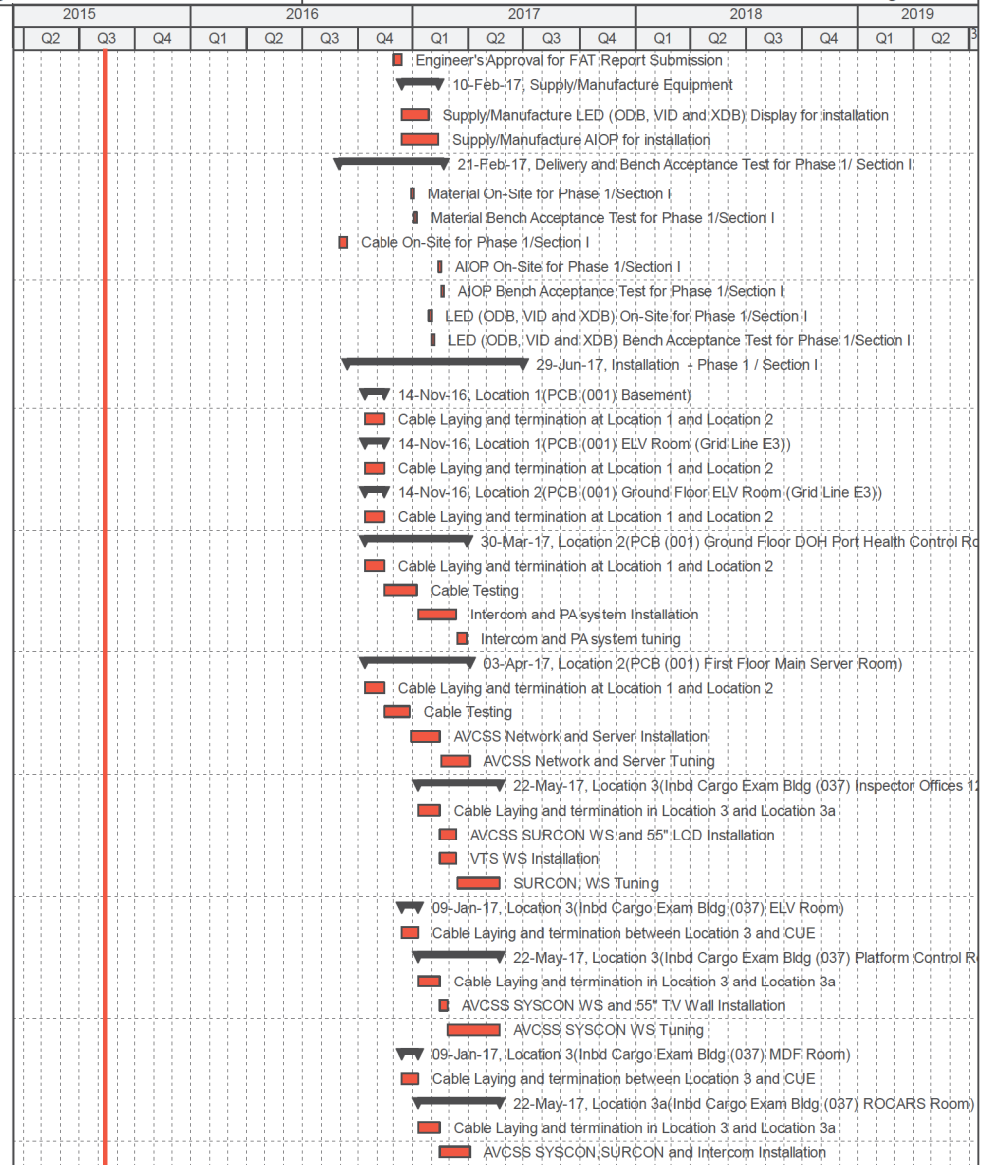 2015 2016 2017 2018 2019
Q2 Q3 Q4 Q1 Q2 Q3 Q4 Q1 Q2 Q3 Q4 Q1 Q2 Q3 Q4 Q1 Q2 3
Engineer's Approval for FAT Report Submission
10-Feb-17, Supply/Manufacture Equipment
Supply/Manufacture LED (ODB, VID and XDB) Display for installation
Supply/Manufacture AIOP for installation
21-Feb-17, Delivery and Bench Acceptance Test for Phase 1/ Section I
Material On-Site for Phase 1/Section I
Material Bench Acceptance Test for Phase 1/Section I
Cable On-Site for Phase 1/Section I
AIOP On-Site for Phase 1/Section I
AIOP Bench Acceptance Test for Phase 1/Section I
LED (ODB, VID and XDB) On-Site for Phase 1/Section I
LED (ODB, VID and XDB) Bench Acceptance Test for Phase 1/Section I
29-Jun-17, Installation - Phase 1 / Section I
14-Nov-16, Location 1(PCB (001) Basement)
Cable Laying and termination at Location 1 and Location 2
14-Nov-16, Location 1(PCB (001) ELV Room (Grid Line E3))
Cable Laying and termination at Location 1 and Location 2
14-Nov-16, Location 2(PCB (001) Ground Floor ELV Room (Grid Line E3))
Cable Laying and termination at Location 1 and Location 2
30-Mar-17, Location 2(PCB (001) Ground Floor DOH Port Health Control Ro
Cable Laying and termination at Location 1 and Location 2
Cable Testing
Intercom and PA system Installation
Intercom and PA system tuning
03-Apr-17, Location 2(PCB (001) First Floor Main Server Room)
Cable Laying and termination at Location 1 and Location 2
Cable Testing
AVCSS Network and Server Installation
AVCSS Network and Server Tuning
22-May-17, Location 3(Inbd Cargo Exam Bldg (037) Inspector Offices 12
Cable Laying and termination in Location 3 and Location 3a
AVCSS SURCON WS and 55" LCD Installation
VTS WS Installation
SURCON, WS Tuning
09-Jan-17, Location 3(Inbd Cargo Exam Bldg (037) ELV Room)
Cable Laying and termination between Location 3 and CUE
22-May-17, Location 3(Inbd Cargo Exam Bldg (037) Platform Control R
Cable Laying and termination in Location 3 and Location 3a
AVCSS SYSCON WS and 55" TV Wall Installation
AVCSS SYSCON WS Tuning
09-Jan-17, Location 3(Inbd Cargo Exam Bldg (037) MDF Room)
Cable Laying and termination between Location 3 and CUE
22-May-17, Location 3a(Inbd Cargo Exam Bldg (037) ROCARS Room)
Cable Laying and termination in Location 3 and Location 3a
AVCSS SYSCON,SURCON and Intercom Installation